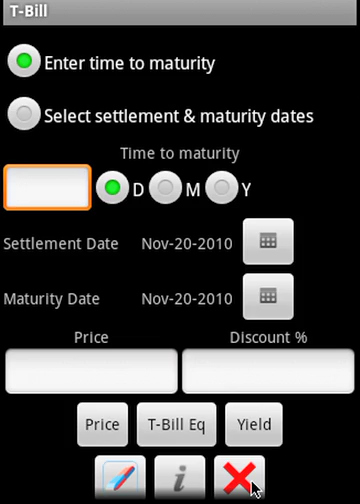 T-Bill
Enter time to maturity
Select settlement & maturity dates
Time to maturity
D M Y
Settlement Date Nov-20-2010
Maturity Date Nov-20-2010
Price Discount %
Price T-Bill Eq Yield
i